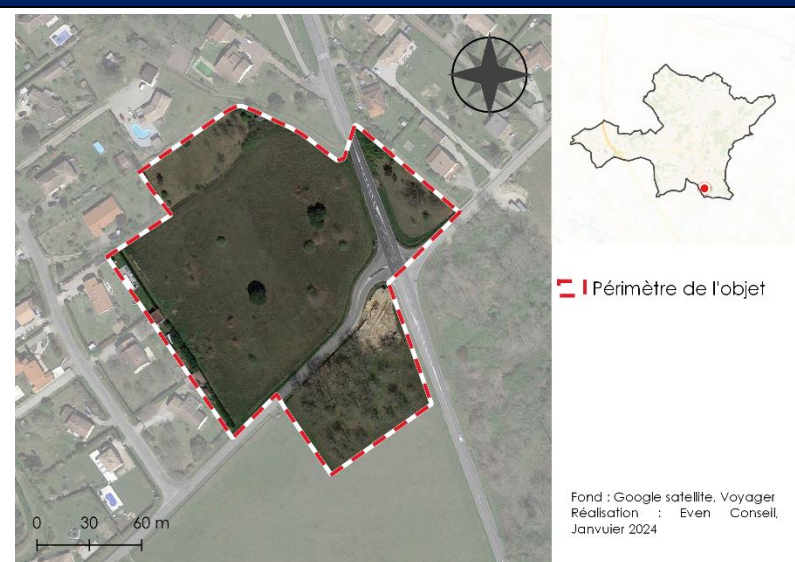 Périmètre de l'objet
0 30 60 m
Fond : Google satellite, Voyager
Réalisation : Even Conseil,
Janvuier 2024